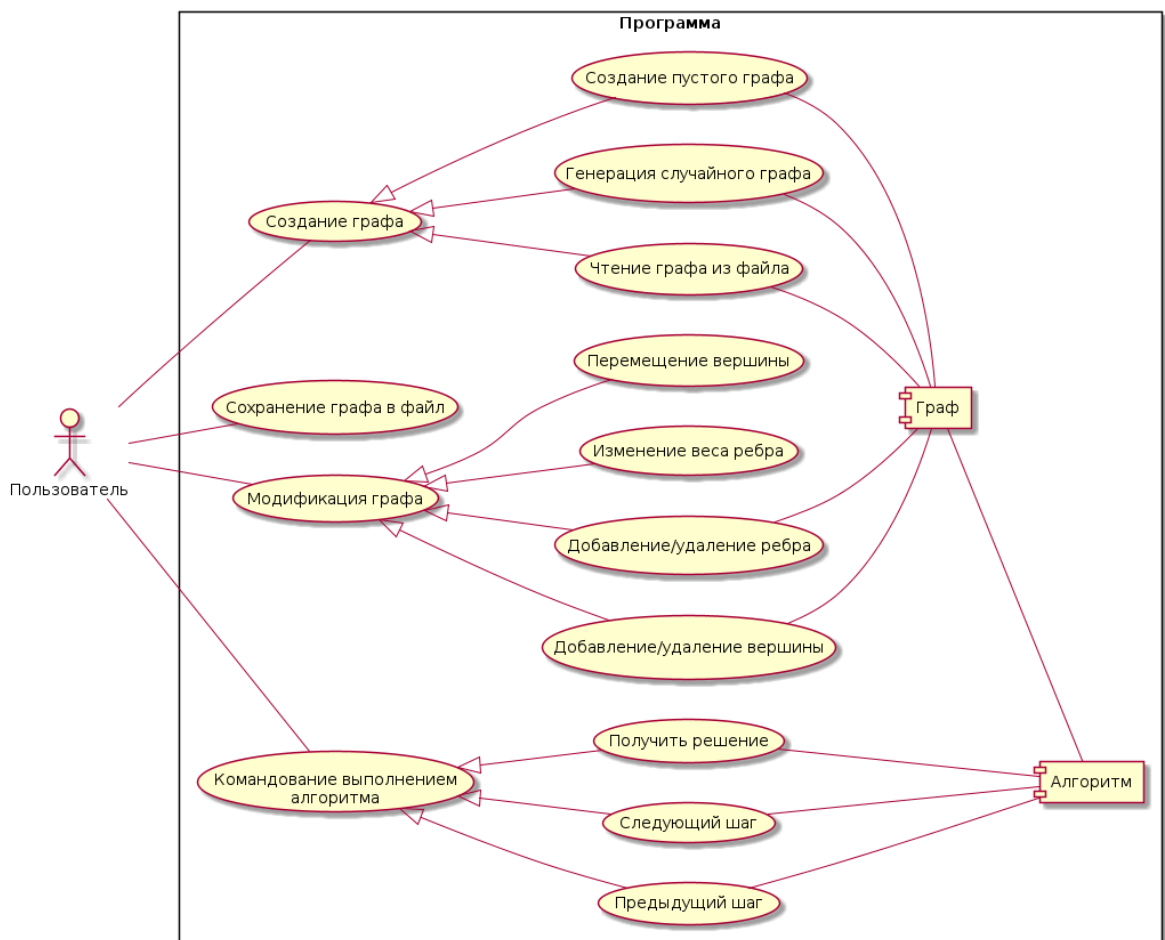 Программа
Создание пустого графа
Генерация случайного графа
Создание графа
Чтение графа из файла
Перемещение вершины
Сохранение графа в файл
Граф
Изменение веса ребра
Пользователь
Модификация графа
Добавление/удаление ребра
Добавление/удаление вершины
Получить решение
Командование выполнением
алгоритма
Алгоритм
Следующий шаг
Предыдущий шаг